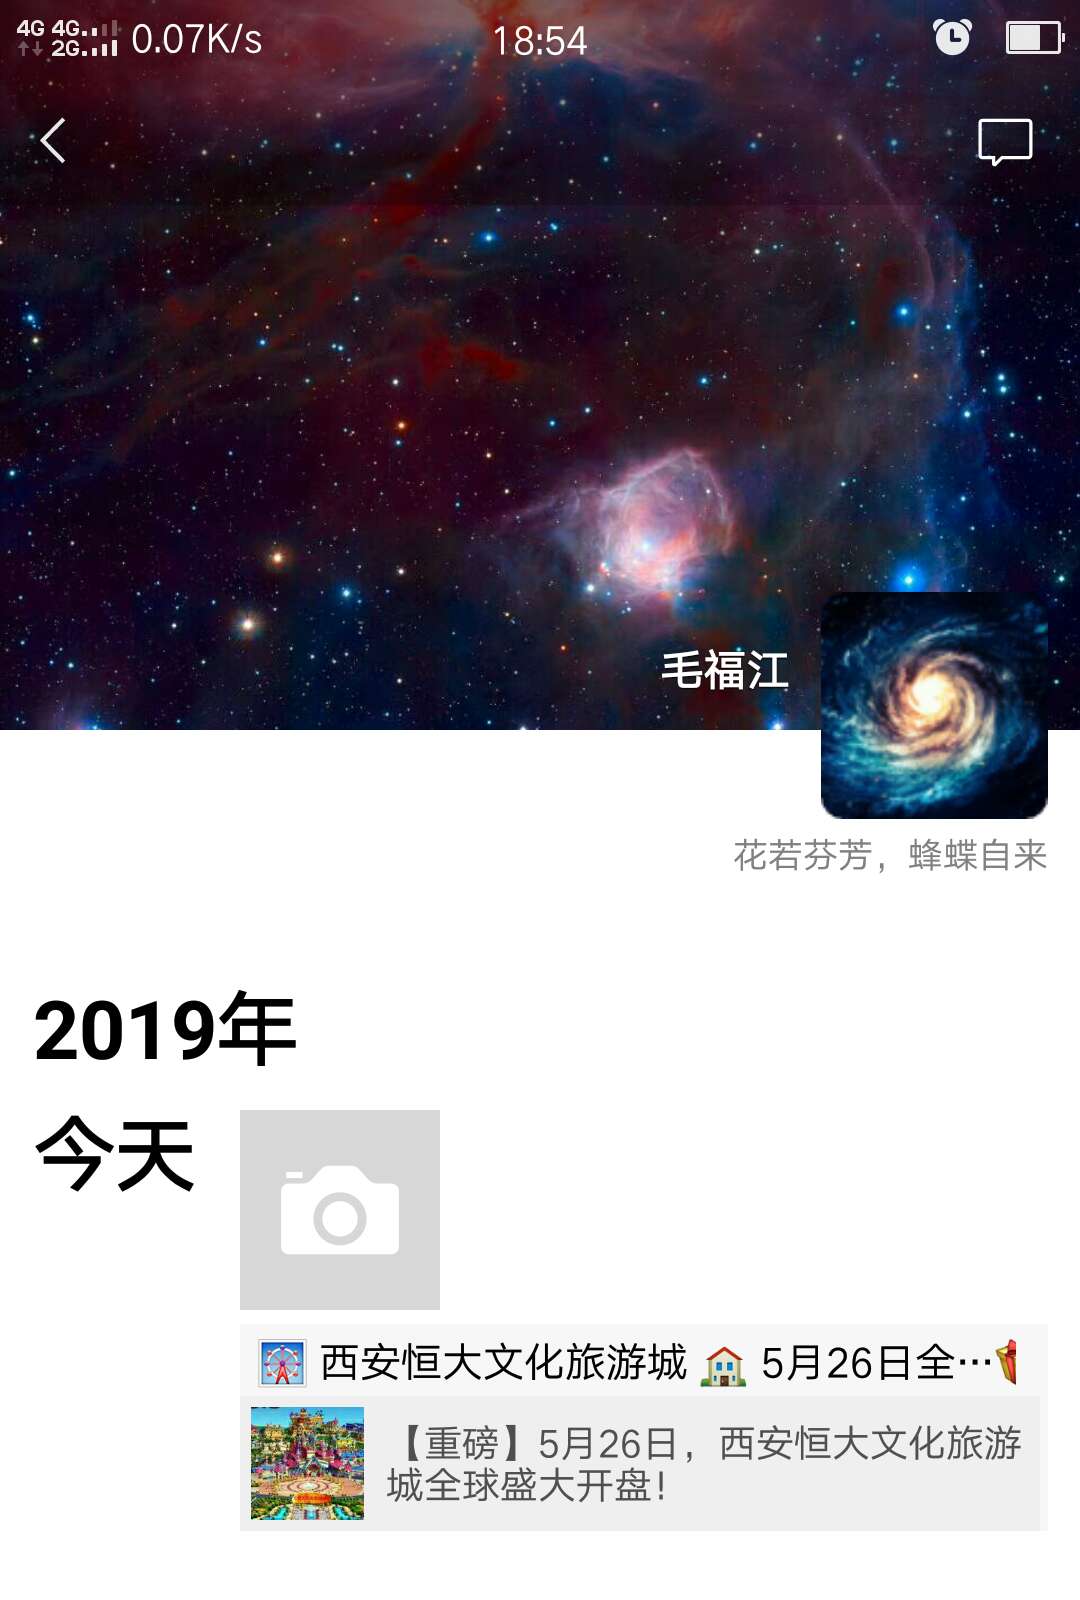 4G 4G 2G 0.07K/s 18:54
毛福江
花若芬芳，蜂蝶自来
2019年
今天
西安恒大文化旅游城 5月26日全…
【重磅】5月26日，西安恒大文化旅游
城全球盛大开盘！